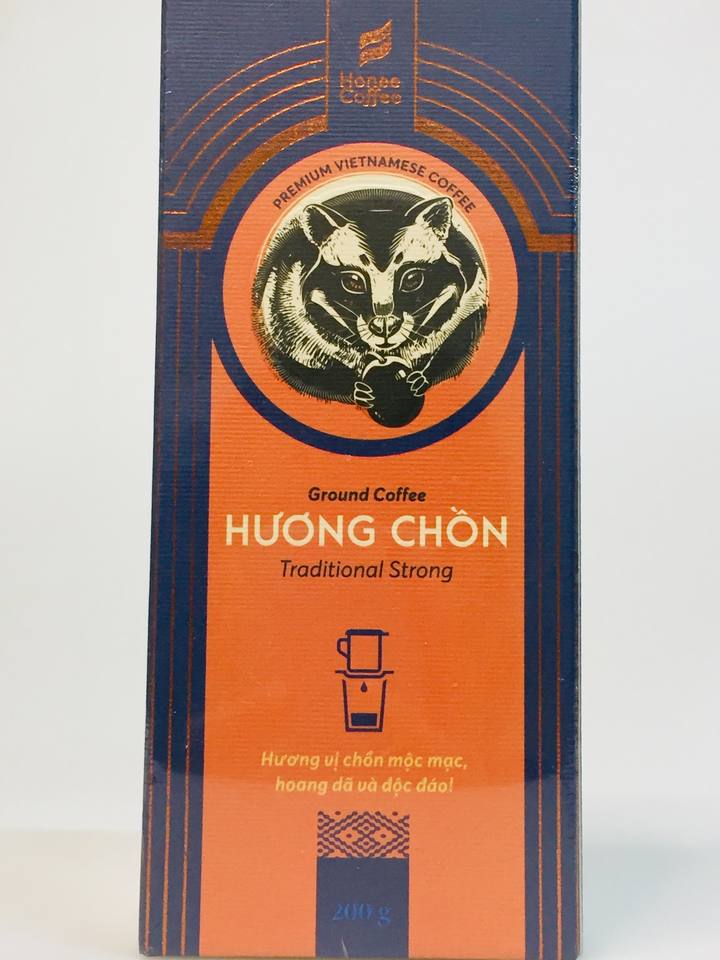 Honee
Coffee
PREMIUM VIETNAMESE COFFEE
Ground Coffee
HƯƠNG CHỒN
Traditional Strong
Hương vị chồn mộc mạc,
hoang dã và độc đáo!
200 g